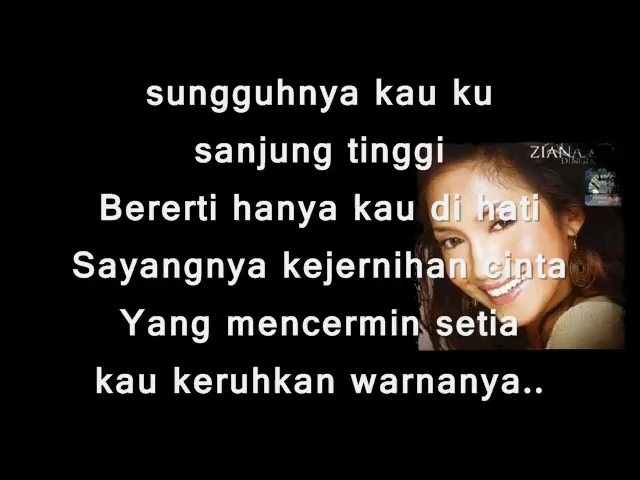 sungguhnya kau ku
sanjung tinggi
ZIANA
DINGIN
Bererti hanya kau di hati
Sayangnya kejernihan cinta
Yang mencermin setia
kau keruhkan warnanya..